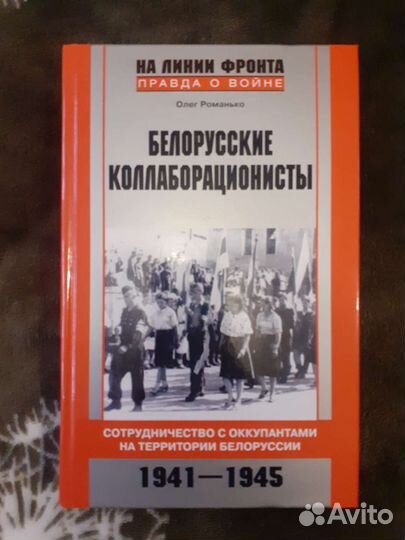 НА ЛИНИИ ФРОНТА
ПРАВДА О ВОЙНЕ
Олег Романько
БЕЛОРУССКИЕ
КОЛЛАБОРАЦИОНИСТЫ
СОТРУДНИЧЕСТВО С ОККУПАНТАМИ
НА ТЕРРИТОРИИ БЕЛОРУССИИ
1941—1945
Avito